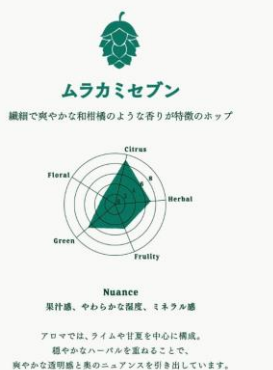 ムラカミセブン
繊細で爽やかな和柑橘のような香りが特徴のホップ
Citrus
8
Floral
Herbal
Green
Fruity
Nuance
果汁感、やわらかな湿度、ミネラル感
アロマでは、ライムや甘夏を中心に構成。
穏やかなハーバルを重ねることで、
爽やかな透明感と奥のニュアンスを引き出しています。